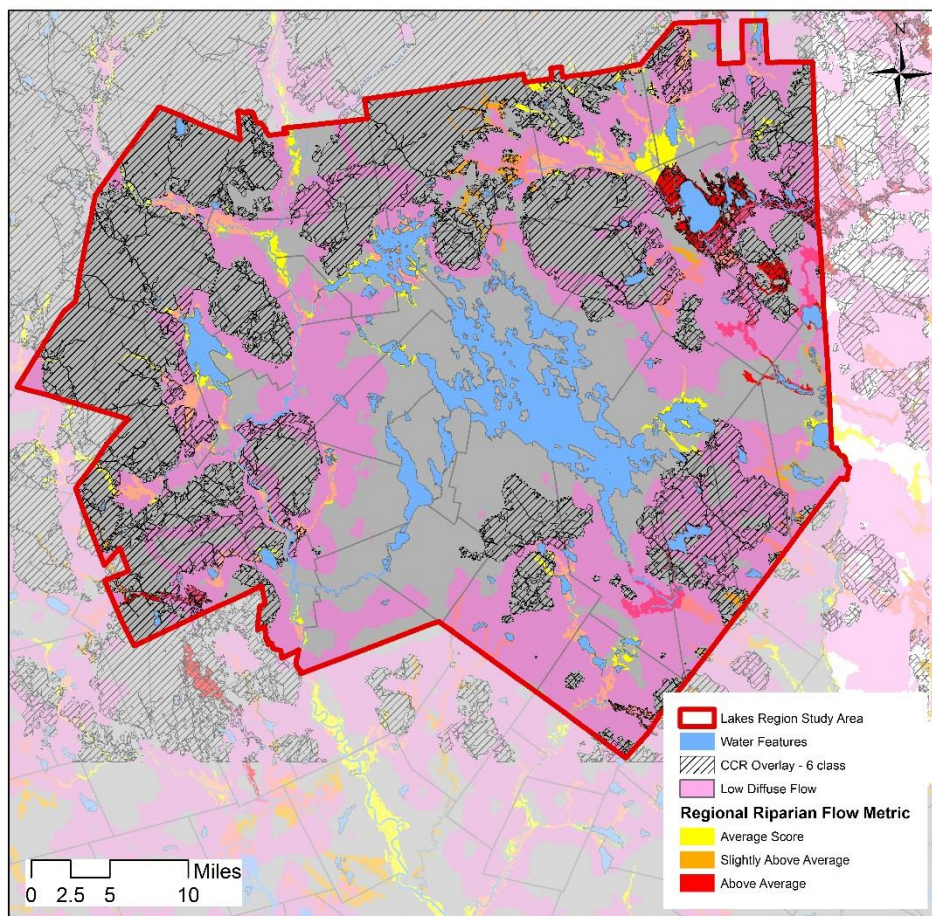 N
Lakes Region Study Area
Water Features
CCR Overlay - 6 class
Low Diffuse Flow
Regional Riparian Flow Metric
Average Score
Slightly Above Average
Above Average
Miles
0 2.5 5 10